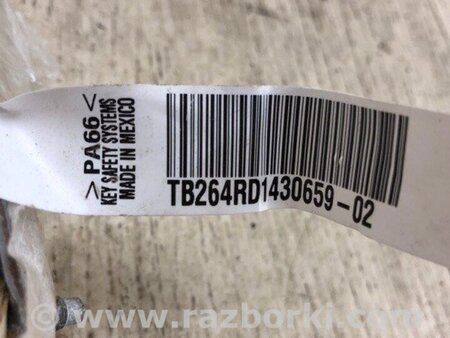 >PA66<
KEY SAFETY SYSTEMS
MADE IN MEXICO
TB264RD1430659-02
© www.razborki.com